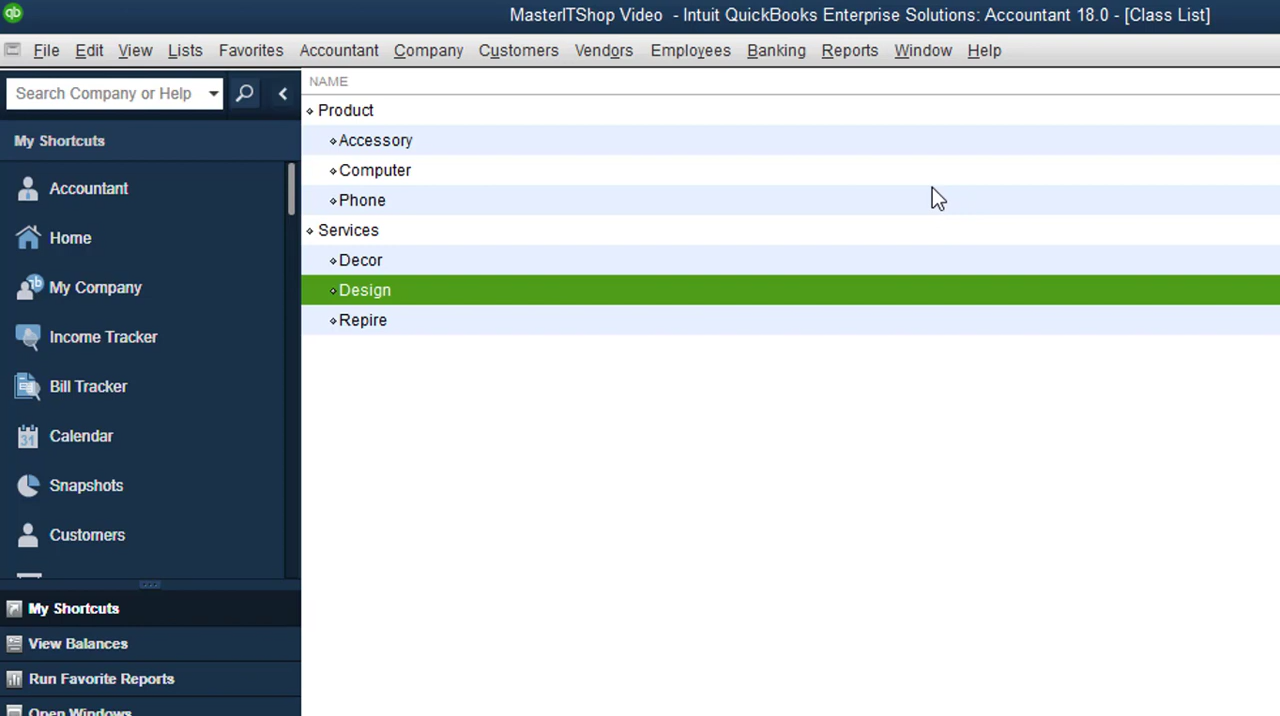 MasterITShop Video - Intuit QuickBooks Enterprise Solutions: Accountant 18.0 - [Class List]
File Edit View Lists Favorites Accountant Company Customers Vendors Employees Banking Reports Window Help
Search Company or Help
My Shortcuts
Accountant
Home
My Company
Income Tracker
Bill Tracker
31 Calendar
Snapshots
Customers
My Shortcuts
View Balances
Run Favorite Reports
Open Windows
NAME
Product
Accessory
Computer
Phone
Services
Decor
Design
Repire